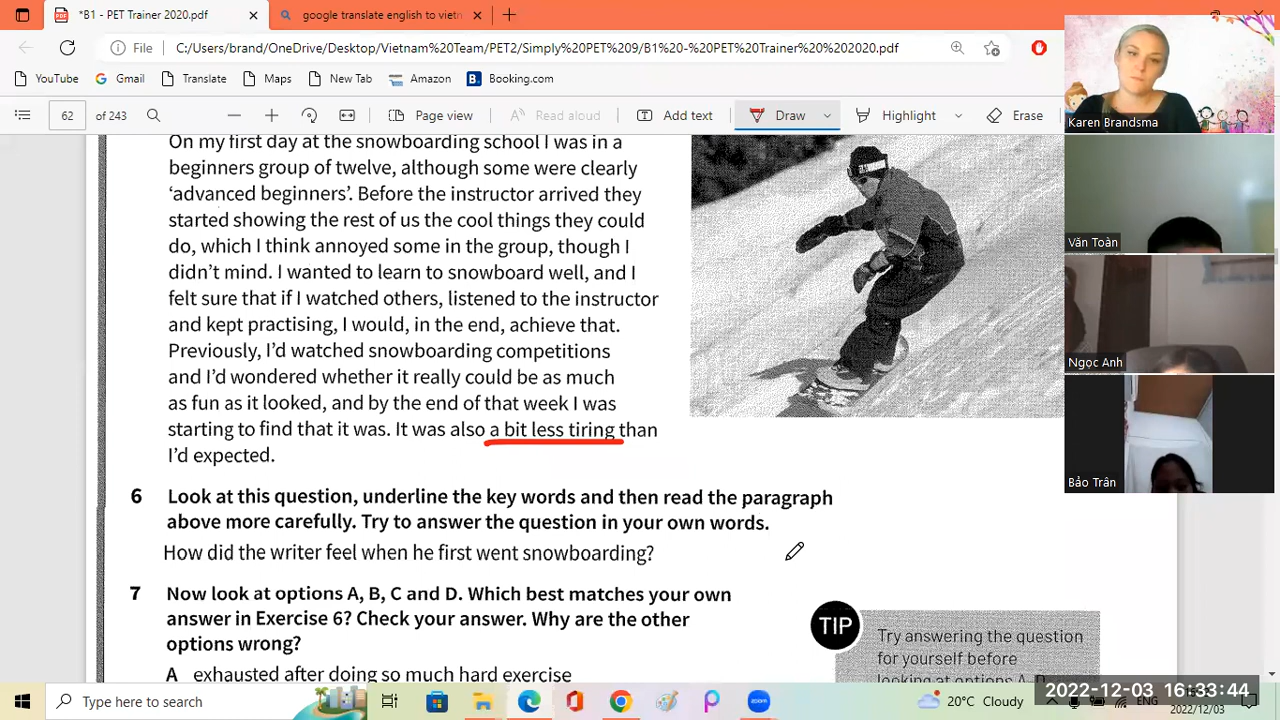 *B1 - PET Trainer 2020.pdf
google - Search
File
C:/Users/brand/OneDrive/Desktop/Vietnam%20Team/PET2/Simply%20PET%209/B1%20-%20PET%20Trainer%20%202020.pdf
YouTube
Gmail
Translate
Maps
New Tab
Amazon
Booking.com
62 of 243
Read aloud
Add text
Draw
Highlight
Erase
On my first day at the snowboarding school I was in a
beginners group of twelve, although some were clearly
‘advanced beginners’. Before the instructor arrived they
started showing the rest of us the cool things they could
do, which I think annoyed some in the group, though I
didn’t mind. I wanted to learn to snowboard well, and I
felt sure that if I watched others, listened to the instructor
and kept practising, I would, in the end, achieve that.
Previously, I’d watched snowboarding competitions
and I’d wondered whether it really could be as much
as fun as it looked, and by the end of that week I was
starting to find that it was. It was also a bit less tiring than
I’d expected.
6 Look at this question, underline the key words and then read the paragraph
above more carefully. Try to answer the question in your own words.
How did the writer feel when he first went snowboarding?
7 Now look at options A, B, C and D. Which best matches your own
answer in Exercise 6? Check your answer. Why are the other
options wrong?
A exhausted after doing so much hard exercise
TIP
Try answering the question
for yourself before
looking at options A-D
Karen Brandsma
Văn Toàn
Ngọc Anh
Bảo Trân
Type here to search
zoom
20°C Cloudy
ENG
2022-12-03 16:33:44
2022/12/03